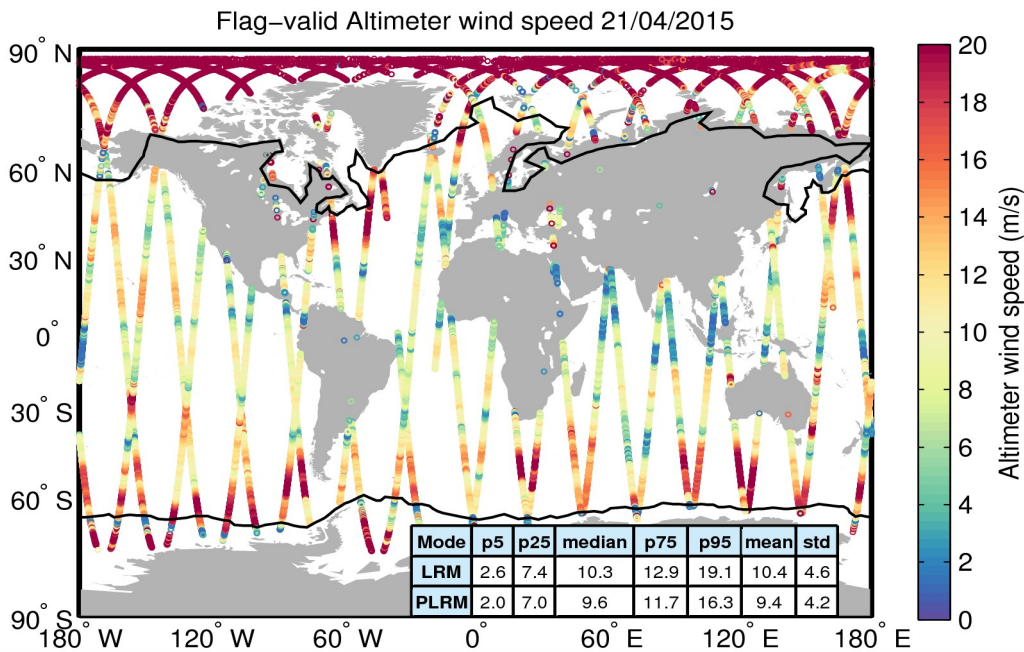 Flag−valid Altimeter wind speed 21/04/2015
90° N
60° N
30° N
0°
30° S
60° S
90° S
180° W
120° W
60° W
0°
60° E
120° E
180° E
Mode p5 p25 median p75 p95 mean std
LRM 2.6 7.4 10.3 12.9 19.1 10.4 4.6
PLRM 2.0 7.0 9.6 11.7 16.3 9.4 4.2
20
18
16
14
12
10
8
6
4
2
0
Altimeter wind speed (m/s)